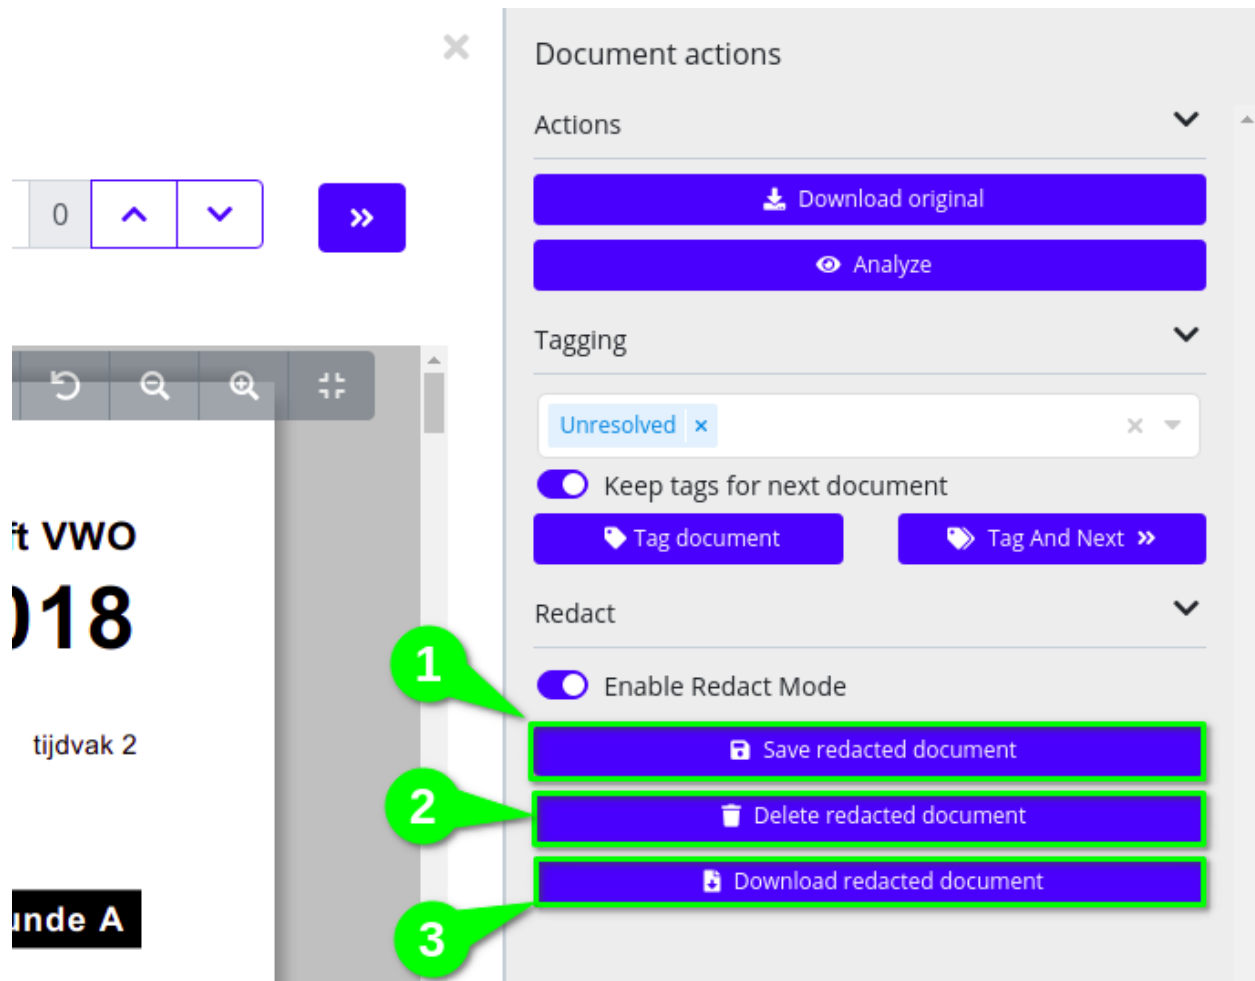 Document actions
Actions
0
Download original
Analyze
Tagging
Unresolved
Keep tags for next document
VWO
Tag document
Tag And Next
018
Redact
1
Enable Redact Mode
tijdvak 2
Save redacted document
2
Delete redacted document
Download redacted document
A
3